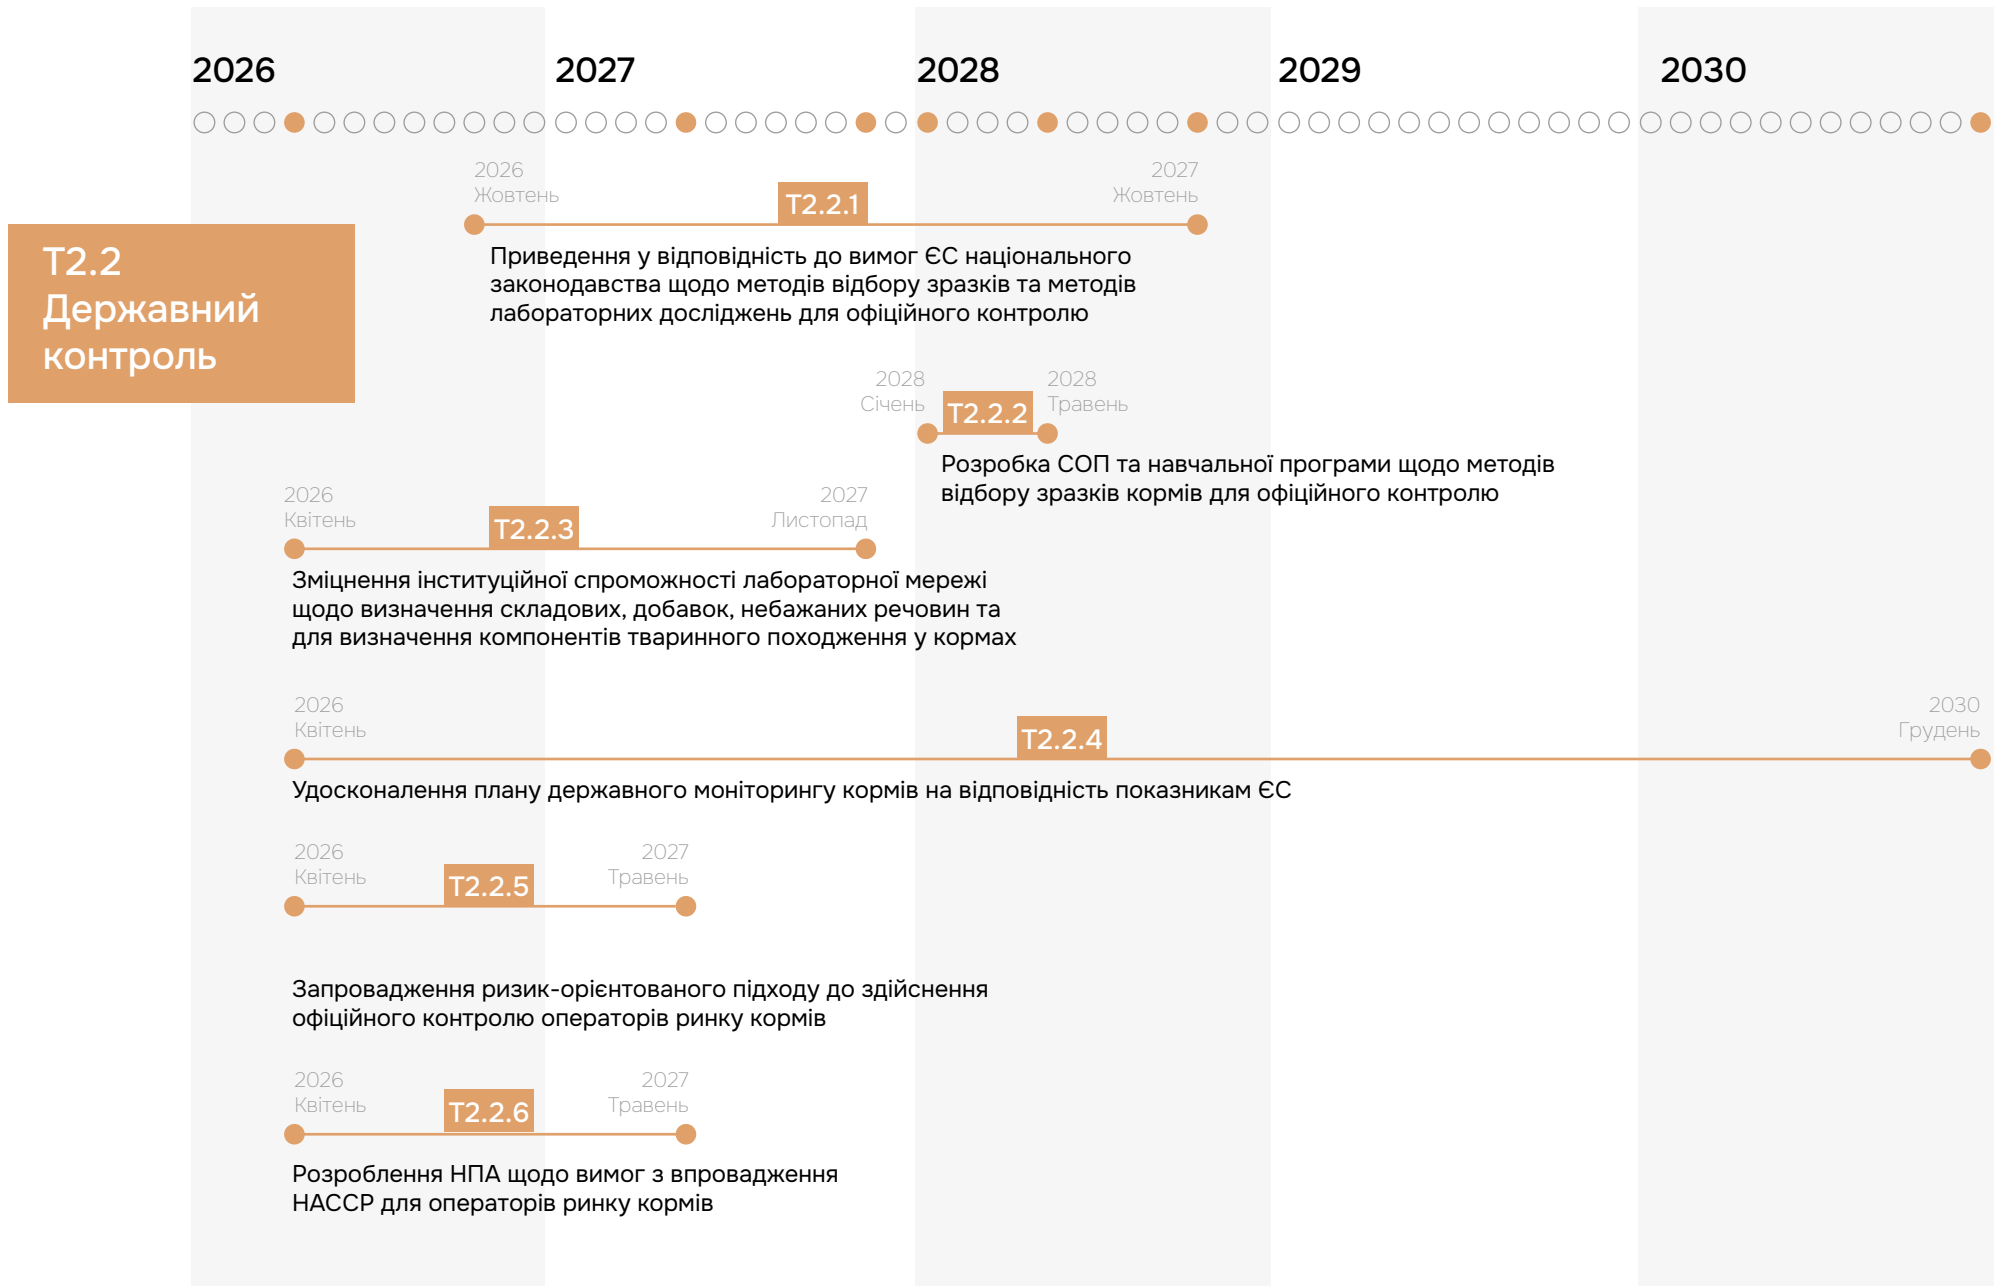 2026
2027
2028
2029
2030
2026
Жовтень
2027
Жовтень
Т2.2.1
Приведення у відповідність до вимог ЄС національного
законодавства щодо методів відбору зразків та методів
лабораторних досліджень для офіційного контролю
Т2.2
Державний
контроль
2028
Січень
2028
Травень
Т2.2.2
Розробка СОП та навчальної програми щодо методів
відбору зразків кормів для офіційного контролю
2026
Квітень
2027
Листопад
Т2.2.3
Зміцнення інституційної спроможності лабораторної мережі
щодо визначення складових, добавок, небажаних речовин та
для визначення компонентів тваринного походження у кормах
2026
Квітень
2030
Грудень
Т2.2.4
Удосконалення плану державного моніторингу кормів на відповідність показникам ЄС
2026
Квітень
2027
Травень
Т2.2.5
Запровадження ризик-орієнтованого підходу до здійснення
офіційного контролю операторів ринку кормів
2026
Квітень
2027
Травень
Т2.2.6
Розроблення НПА щодо вимог з впровадження
НАССР для операторів ринку кормів